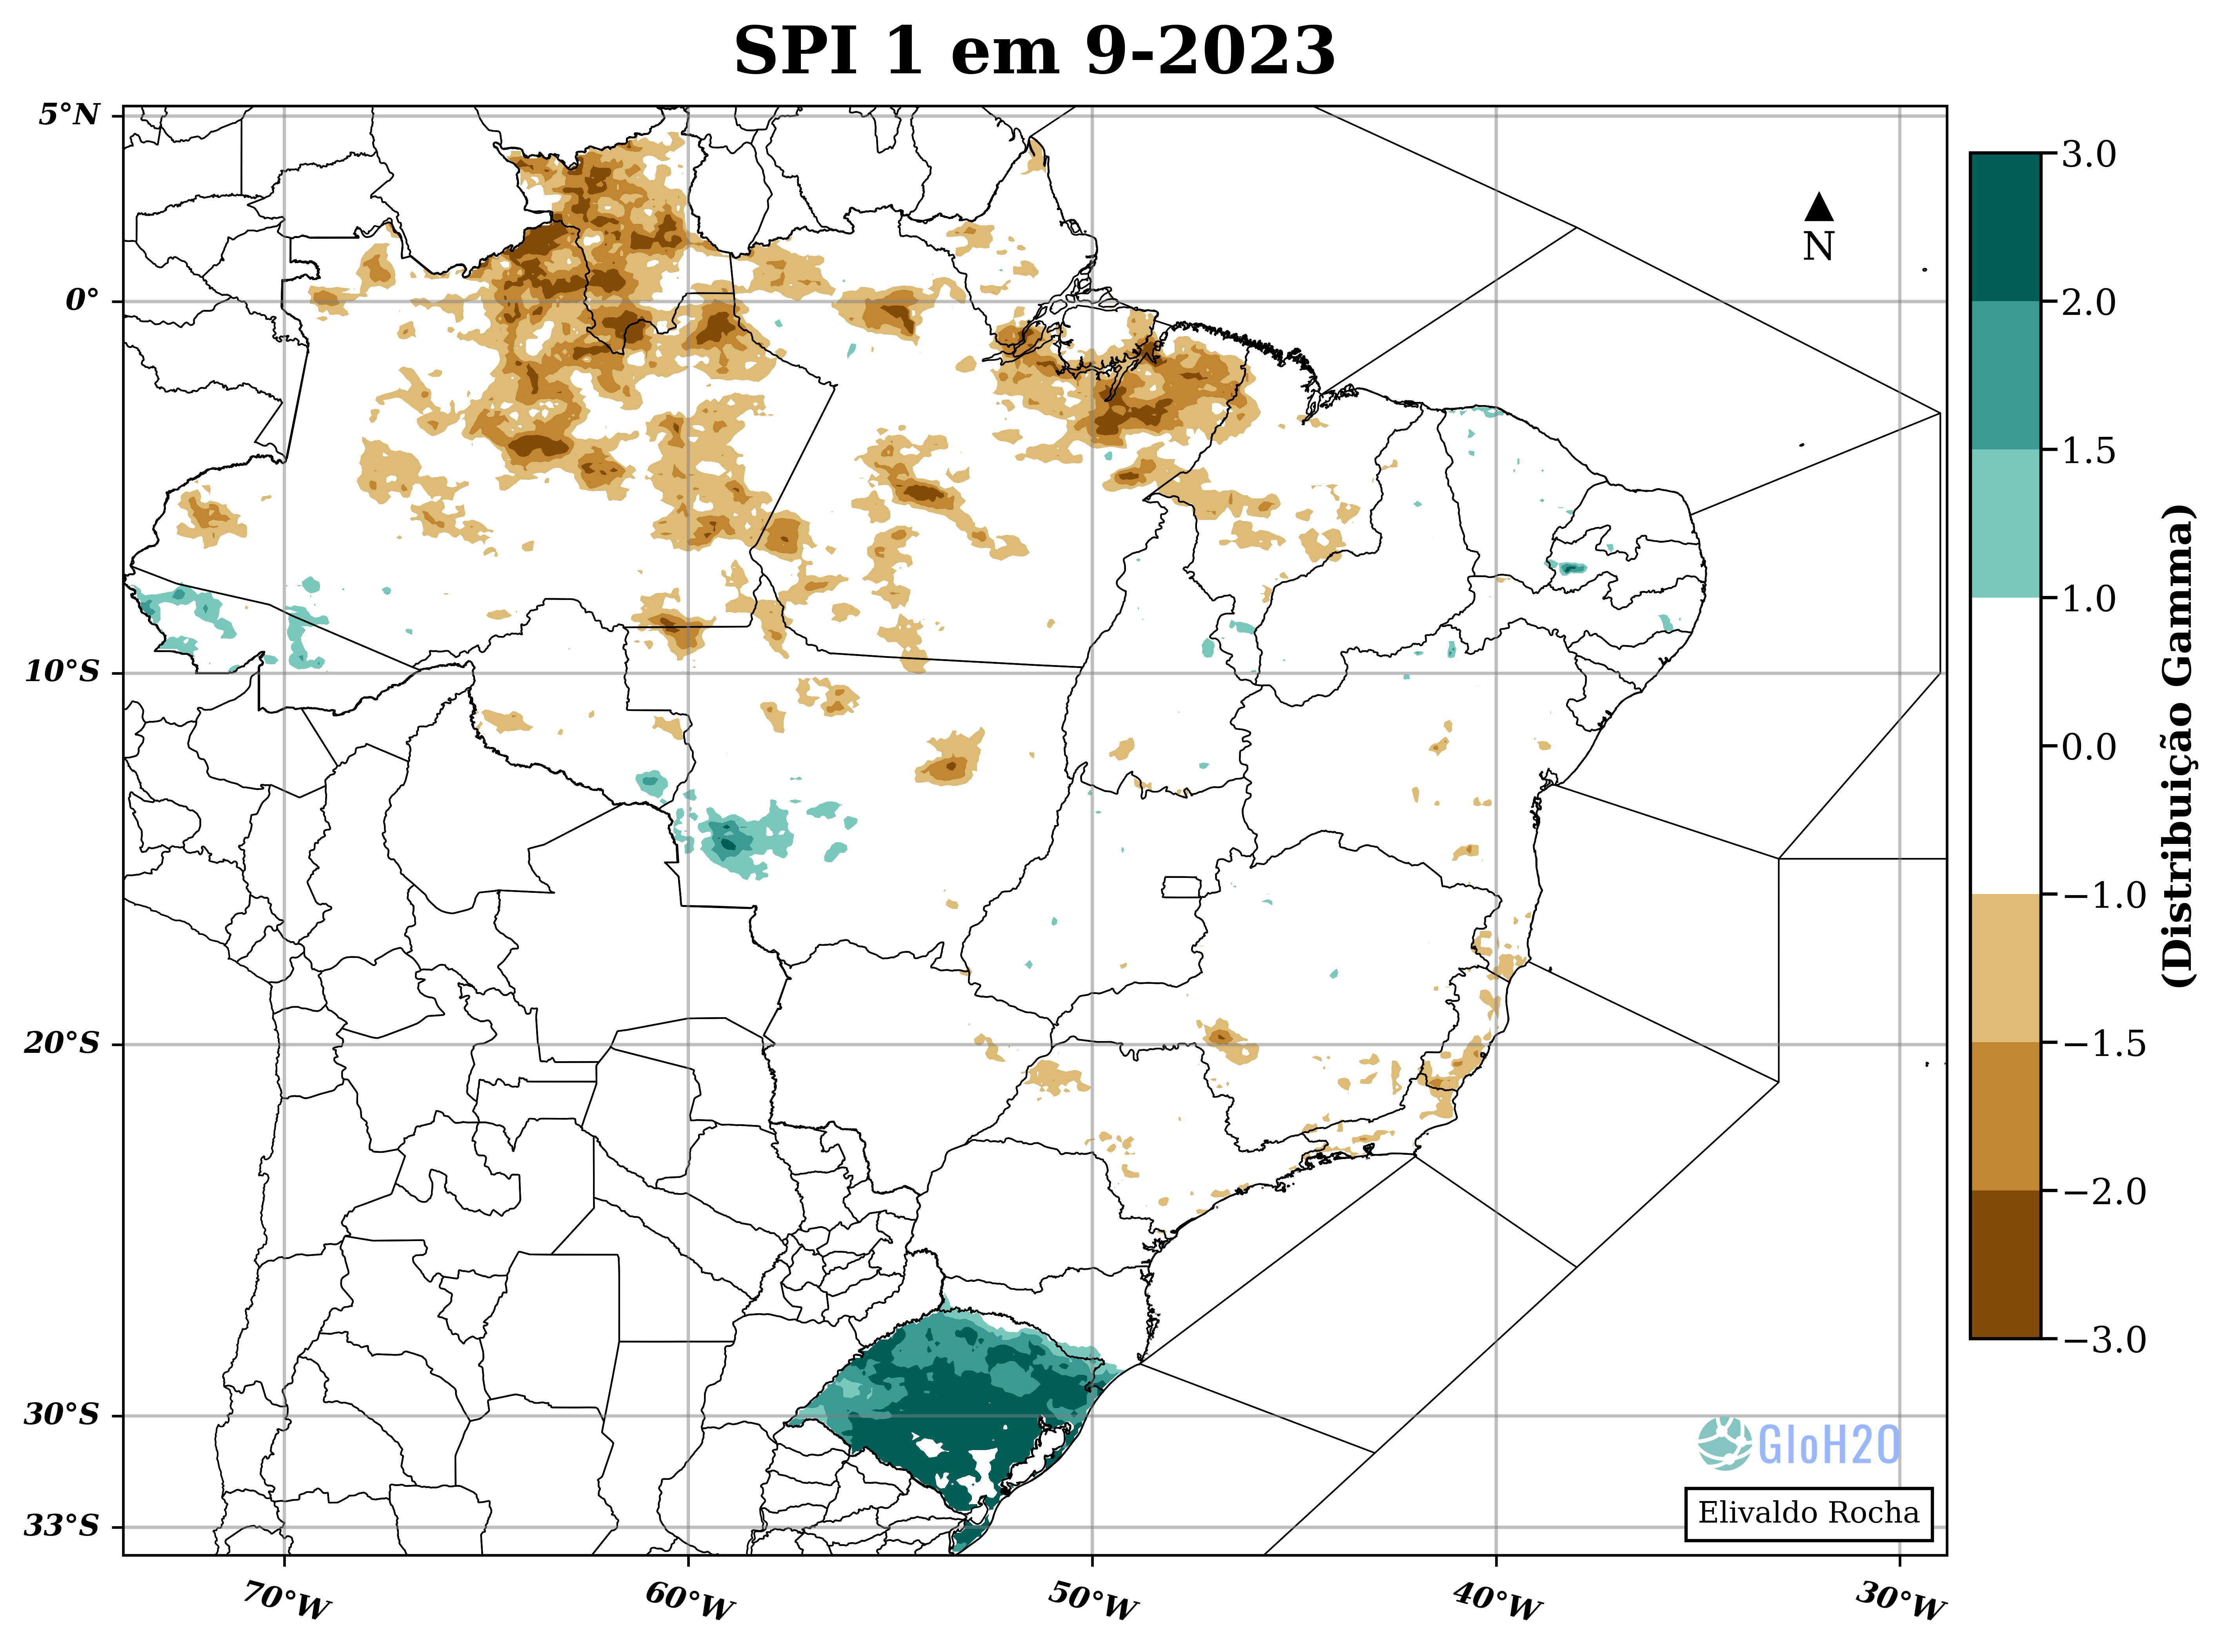 SPI 1 em 9-2023
5°N
0°
10°S
20°S
30°S
33°S
70°W
60°W
50°W
40°W
30°W
N
3.0
2.0
1.5
1.0
0.0
−1.0
−1.5
−2.0
−3.0
(Distribuição Gamma)
GloH2O
Elivaldo Rocha